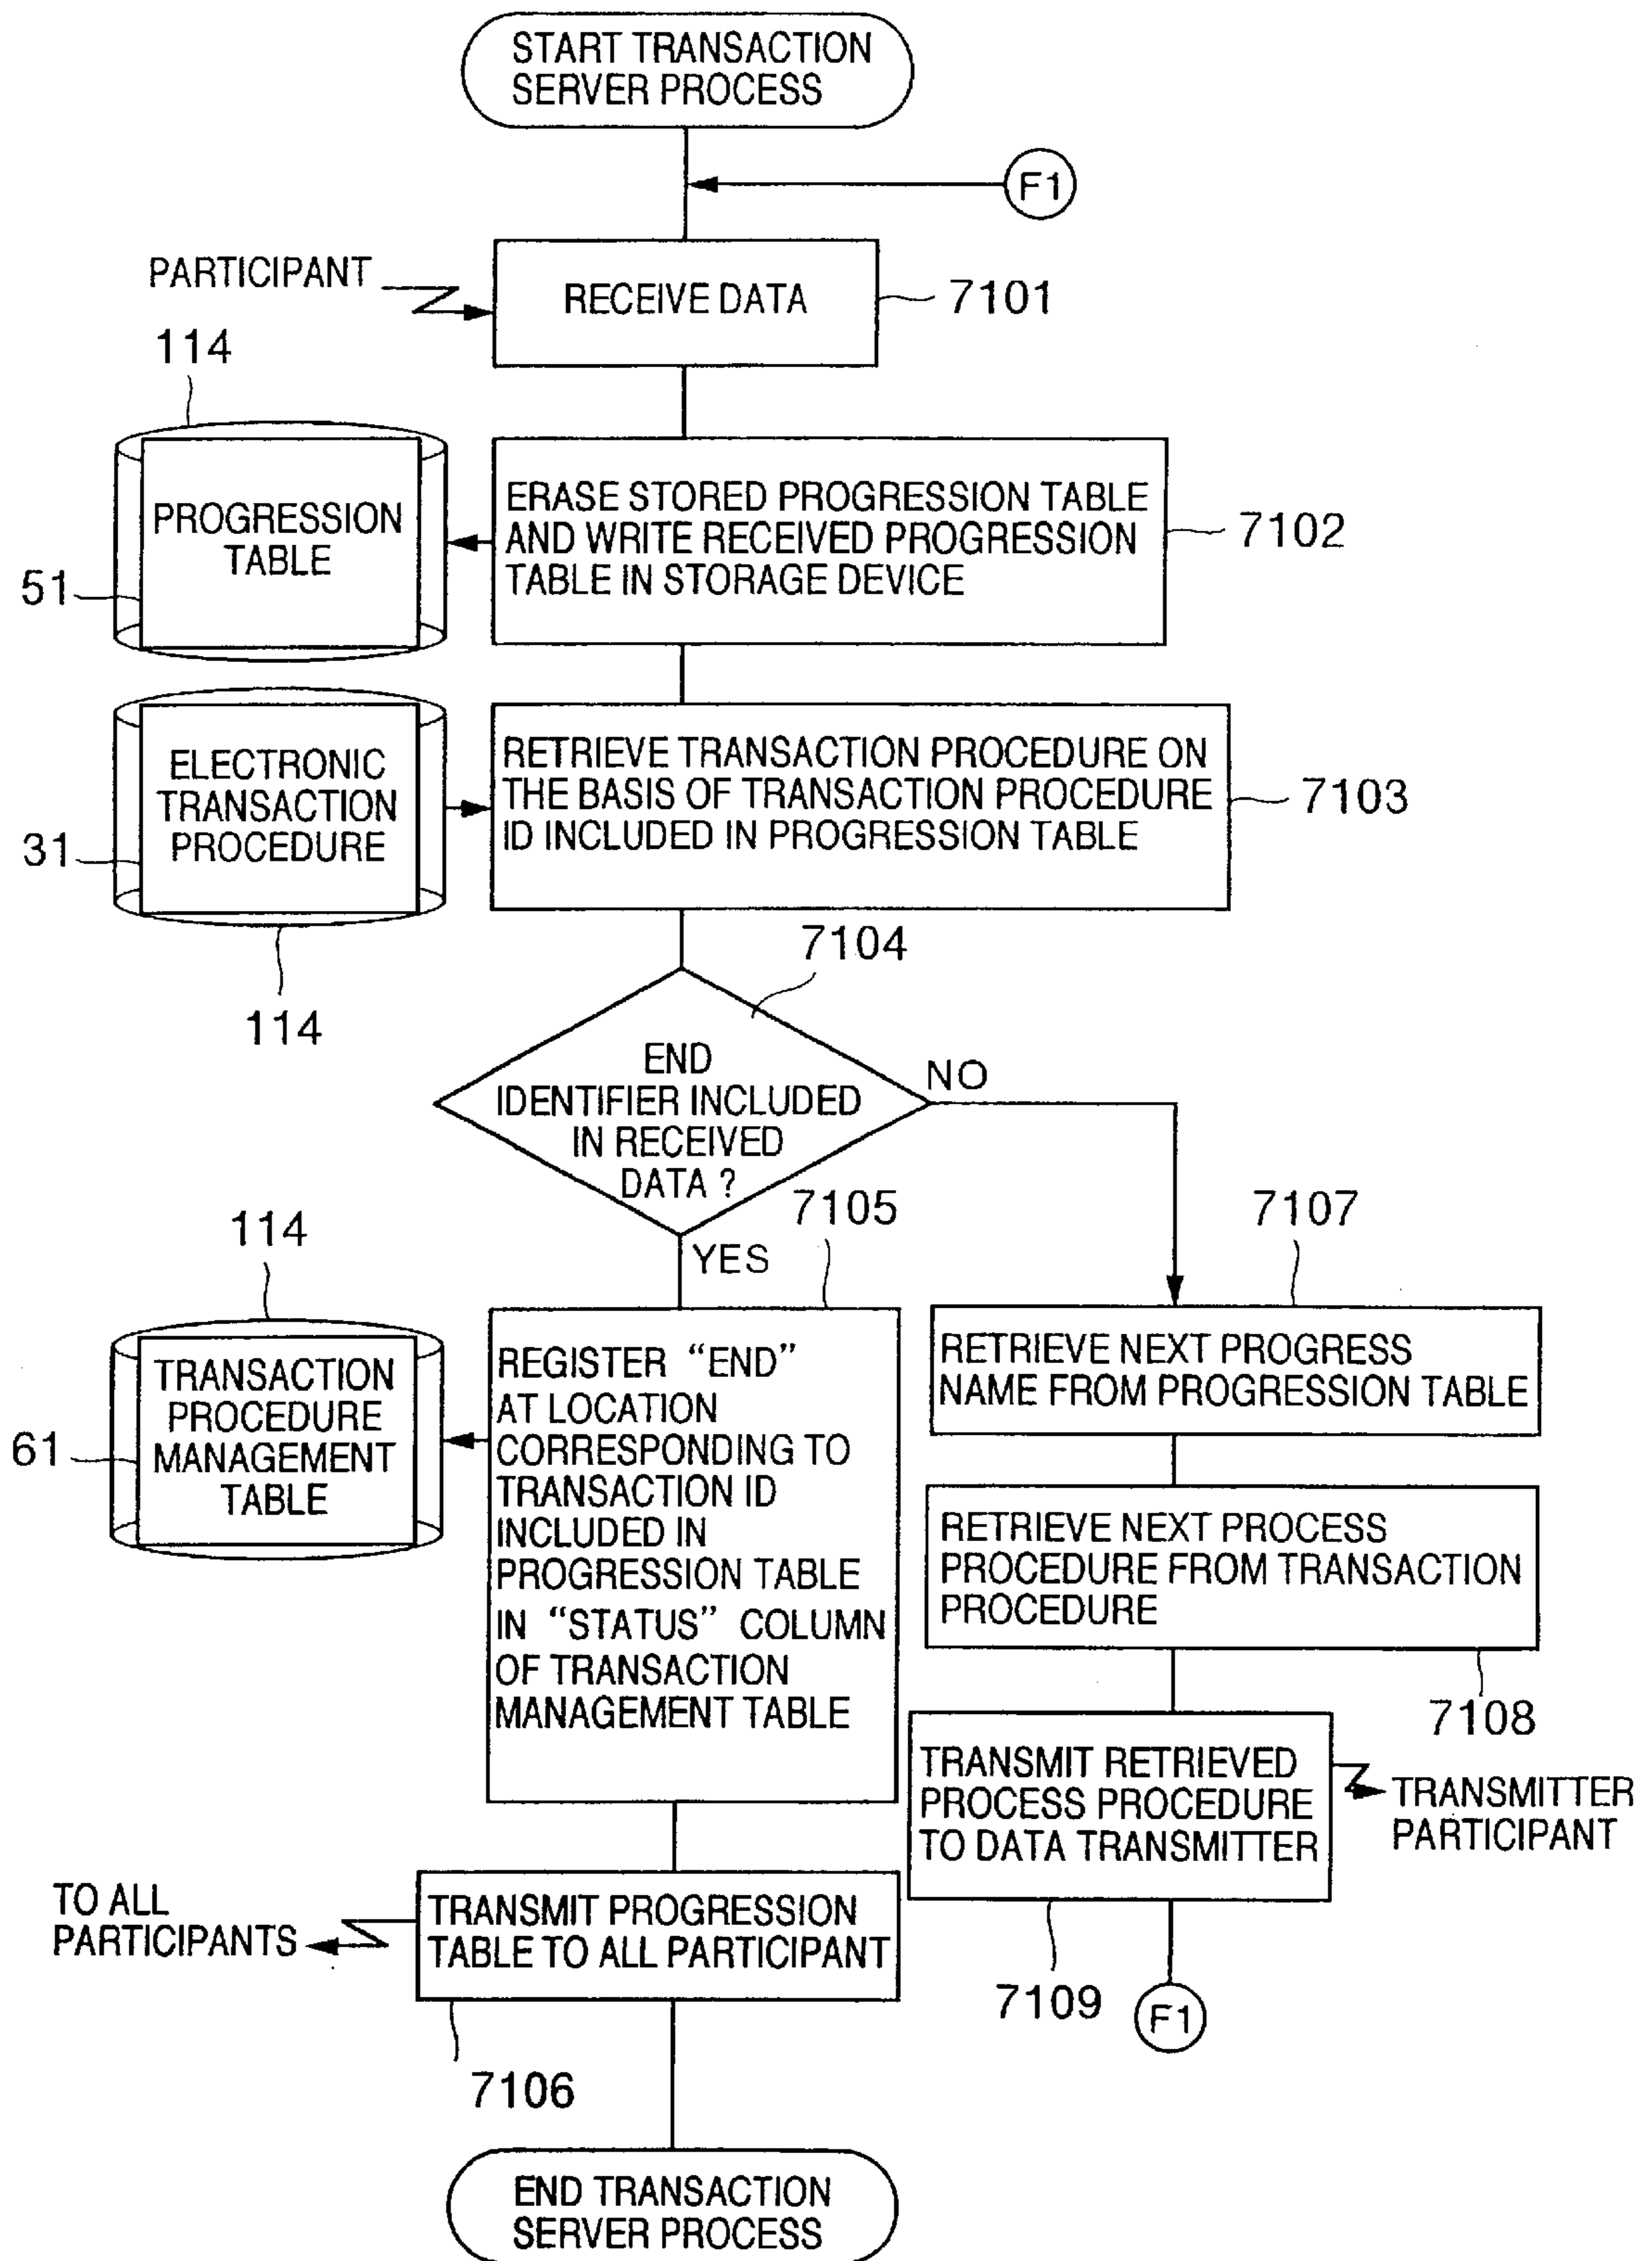 START TRANSACTION
SERVER PROCESS
F1
PARTICIPANT
RECEIVE DATA
7101
114
PROGRESSION
TABLE
51
ERASE STORED PROGRESSION TABLE
AND WRITE RECEIVED PROGRESSION
TABLE IN STORAGE DEVICE
7102
ELECTRONIC
TRANSACTION
PROCEDURE
31
114
RETRIEVE TRANSACTION PROCEDURE ON
THE BASIS OF TRANSACTION PROCEDURE
ID INCLUDED IN PROGRESSION TABLE
7103
7104
END
IDENTIFIER INCLUDED
IN RECEIVED
DATA ?
NO
YES
7105
114
TRANSACTION
PROCEDURE
MANAGEMENT
TABLE
61
REGISTER “END”
AT LOCATION
CORRESPONDING TO
TRANSACTION ID
INCLUDED IN
PROGRESSION TABLE
IN “STATUS” COLUMN
OF TRANSACTION
MANAGEMENT TABLE
7107
RETRIEVE NEXT PROGRESS
NAME FROM PROGRESSION TABLE
RETRIEVE NEXT PROCESS
PROCEDURE FROM TRANSACTION
PROCEDURE
7108
TRANSMIT RETRIEVED
PROCESS PROCEDURE
TO DATA TRANSMITTER
TRANSMITTER
PARTICIPANT
7109
F1
TO ALL
PARTICIPANTS
TRANSMIT PROGRESSION
TABLE TO ALL PARTICIPANT
7106
END TRANSACTION
SERVER PROCESS